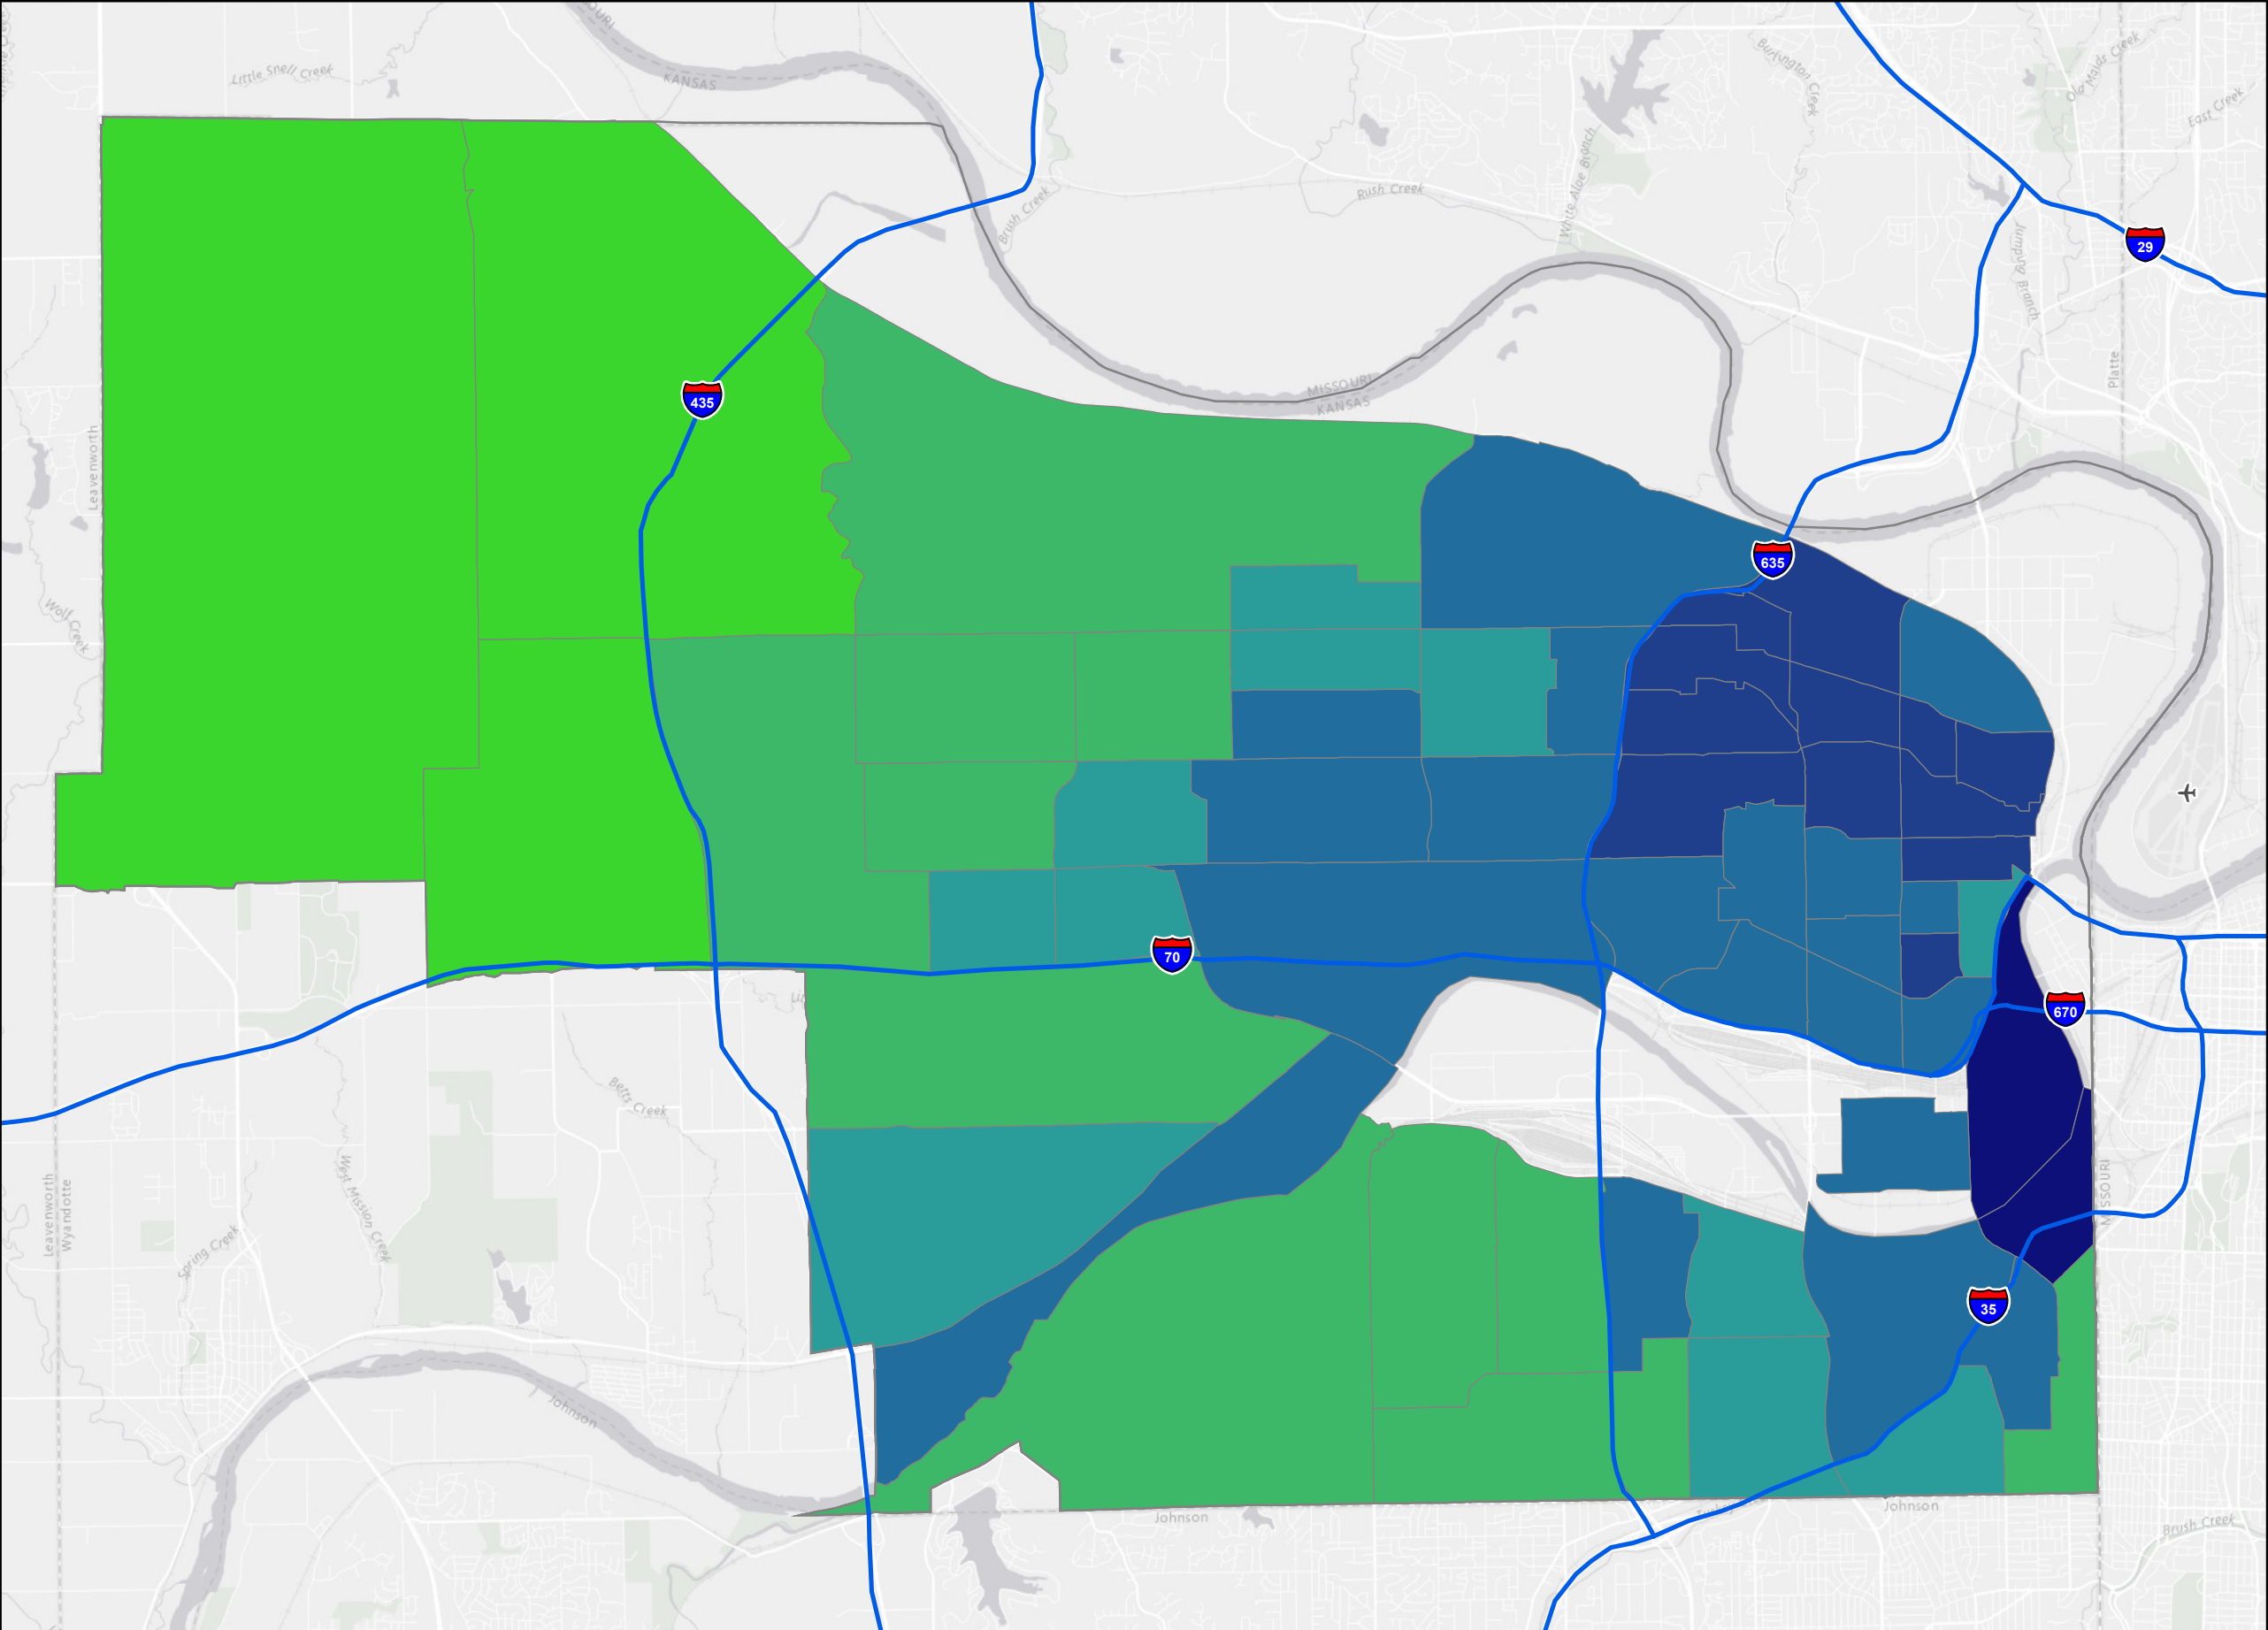 Little Snell Creek
KANSAS
Burlington Creek
Old Maids Creek
East Creek
White Aloe Branch
Rush Creek
Brush Creek
Jumping Branch
29
Platte
MISSOURI
KANSAS
435
Leavenworth
635
Wolf Creek
70
670
Betts Creek
West Mission Creek
Leavenworth
Wyandotte
Spring Creek
MISSOURI
35
Johnson
Johnson
Johnson
Brush Creek